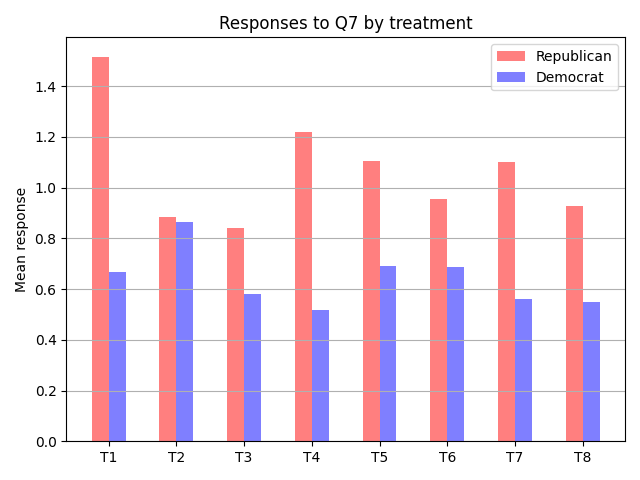 Responses to Q7 by treatment
Republican
Democrat
Mean response
1.4
1.2
1.0
0.8
0.6
0.4
0.2
0.0
T1 T2 T3 T4 T5 T6 T7 T8